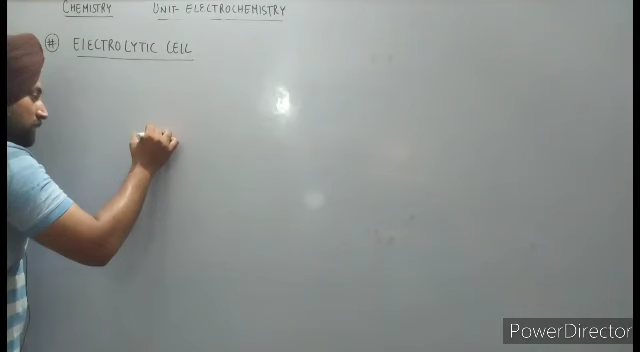 CHEMISTRY UNIT- ELECTROCHEMISTRY
# ELECTROLYTIC CELL
PowerDirector